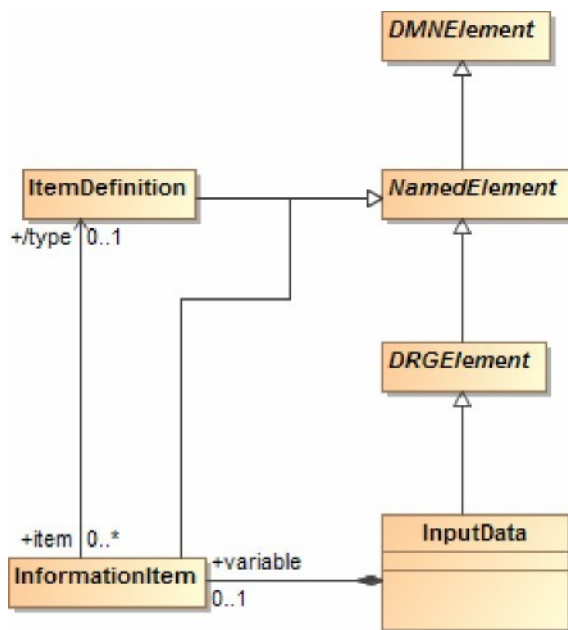 DMNElement
ItemDefinition
NamedElement
+/type 0..1
DRGElement
+item 0..*
InputData
InformationItem
+variable
0..1